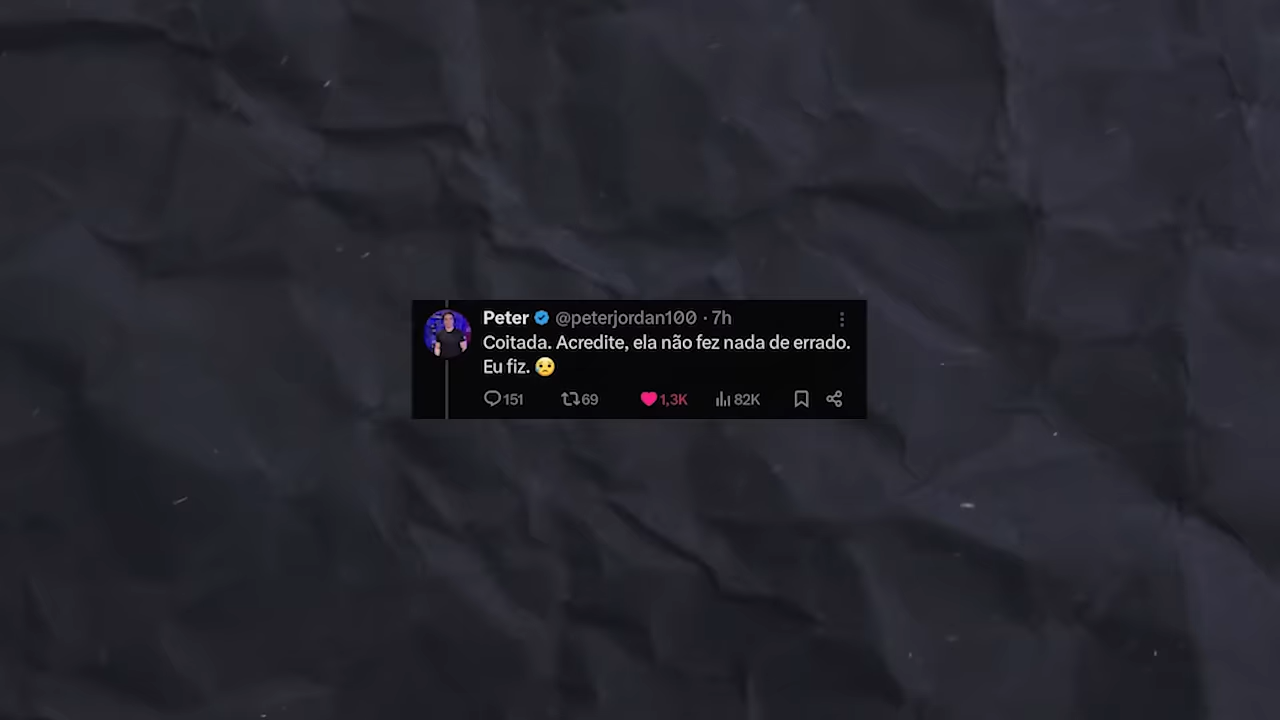 Peter @peterjordan100 · 7h
Coitada. Acredite, ela não fez nada de errado.
Eu fiz. 😥
151 69 1,3K 82K